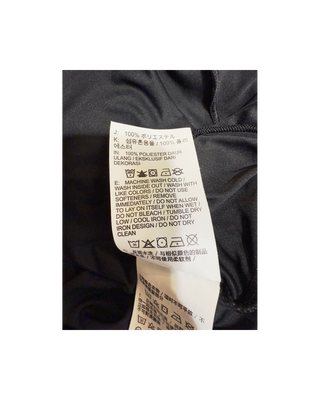 J: 100% ポリエステル
K: 섬유혼용율 / 100% 폴리
에스터
IN: 100% POLIESTER DAUR
ULANG / EKSKLUSIF DARI
DEKORASI
E: MACHINE WASH COLD /
WASH INSIDE OUT / WASH WITH
LIKE COLORS / DO NOT USE
SOFTENERS / REMOVE
IMMEDIATELY / DO NOT ALLOW
TO LAY ON ITSELF WHEN WET /
DO NOT BLEACH / TUMBLE DRY
LOW / COOL IRON / DO NOT
IRON DESIGN / DO NOT DRY
CLEAN